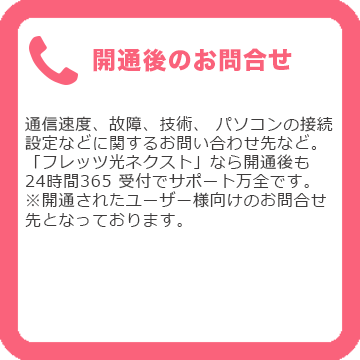 開通後のお問合せ
通信速度、故障、技術、 パソコンの接続
設定などに関するお問い合わせ先など。
「フレッツ光ネクスト」なら開通後も
24時間365 受付でサポート万全です。
※開通されたユーザー様向けのお問合せ
先となっております。